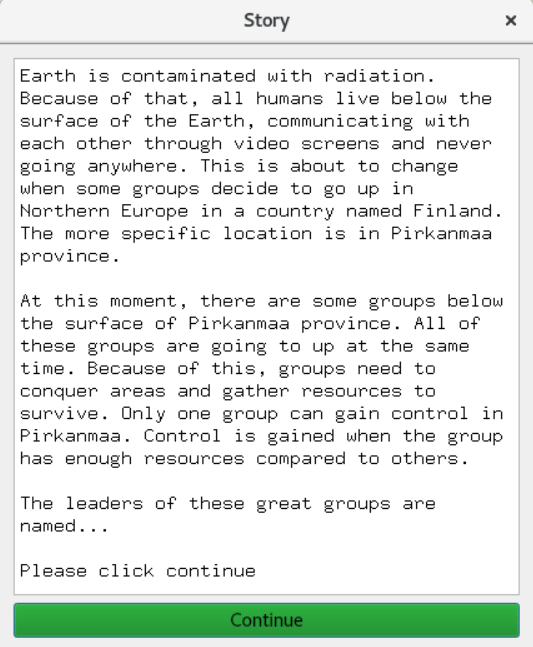 Story
×
Earth is contaminated with radiation.
Because of that, all humans live below the
surface of the Earth, communicating with
each other through video screens and never
going anywhere. This is about to change
when some groups decide to go up in
Northern Europe in a country named Finland.
The more specific location is in Pirkanmaa
province.
At this moment, there are some groups below
the surface of Pirkanmaa province. All of
these groups are going to up at the same
time. Because of this, groups need to
conquer areas and gather resources to
survive. Only one group can gain control in
Pirkanmaa. Control is gained when the group
has enough resources compared to others.
The leaders of these great groups are
named...
Please click continue
Continue